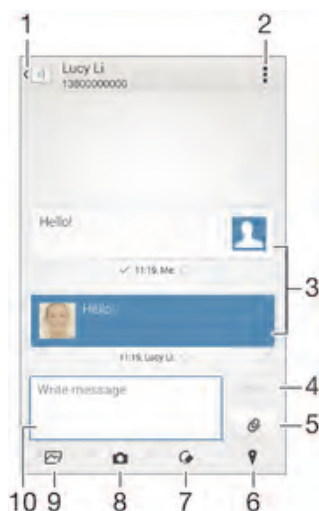 1
2
Lucy Li
13800000000
Hello!
11:19, Me
3
Hello!
11:19, Lucy Li
Write message
4
5
10
9
8
7
6